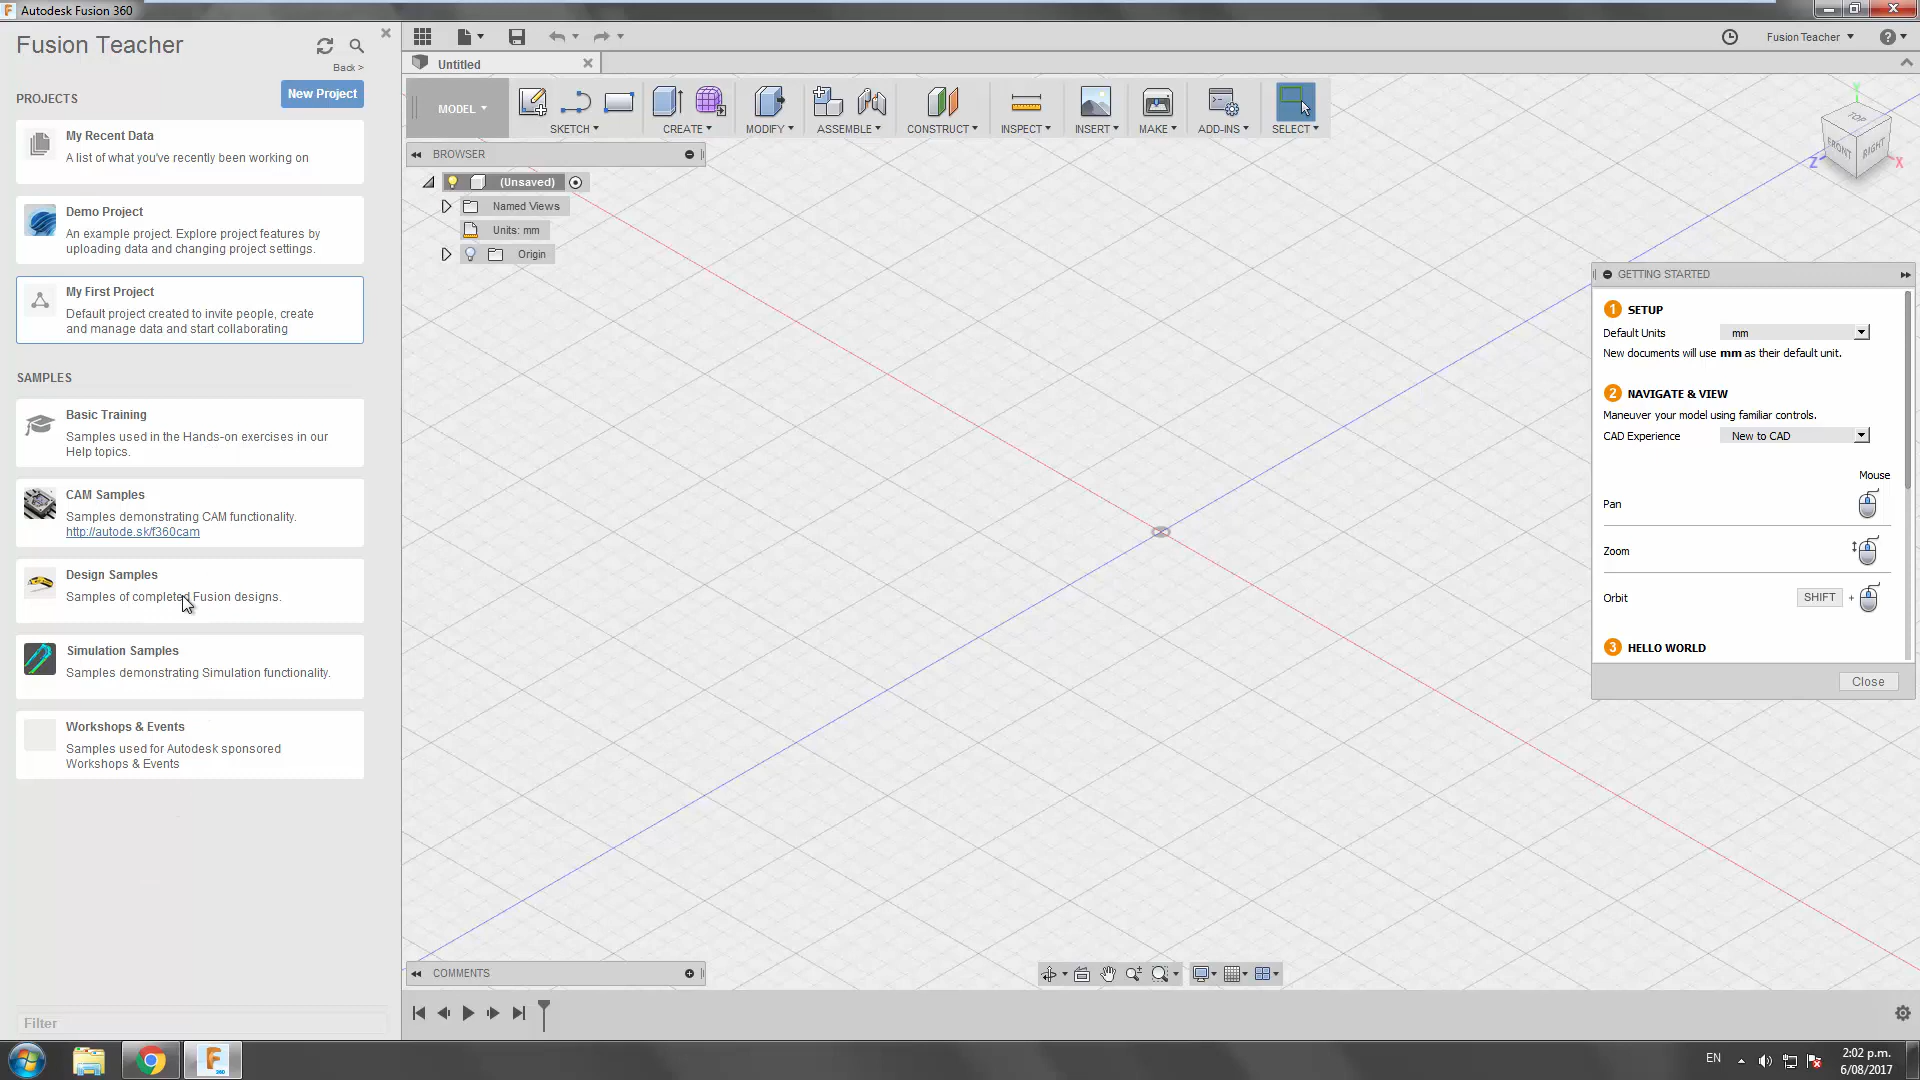 Autodesk Fusion 360
Fusion Teacher
Back >
PROJECTS
New Project
My Recent Data
A list of what you've recently been working on
Demo Project
An example project. Explore project features by
uploading data and changing project settings.
My First Project
Default project created to invite people, create
and manage data and start collaborating
SAMPLES
Basic Training
Samples used in the Hands-on exercises in our
Help topics.
CAM Samples
Samples demonstrating CAM functionality.
http://autode.sk/f360cam
Design Samples
Samples of completed Fusion designs.
Simulation Samples
Samples demonstrating Simulation functionality.
Workshops & Events
Samples used for Autodesk sponsored
Workshops & Events
Filter
Fusion Teacher
Untitled
MODEL
SKETCH
CREATE
MODIFY
ASSEMBLE
CONSTRUCT
INSPECT
INSERT
MAKE
ADD-INS
SELECT
BROWSER
(Unsaved)
Named Views
Units: mm
Origin
Y
TOP
FRONT
RIGHT
Z
X
GETTING STARTED
1 SETUP
Default Units mm
New documents will use mm as their default unit.
2 NAVIGATE & VIEW
Maneuver your model using familiar controls.
CAD Experience New to CAD
Mouse
Pan
Zoom
Orbit SHIFT +
3 HELLO WORLD
Close
COMMENTS
EN
2:02 p.m.
6/08/2017